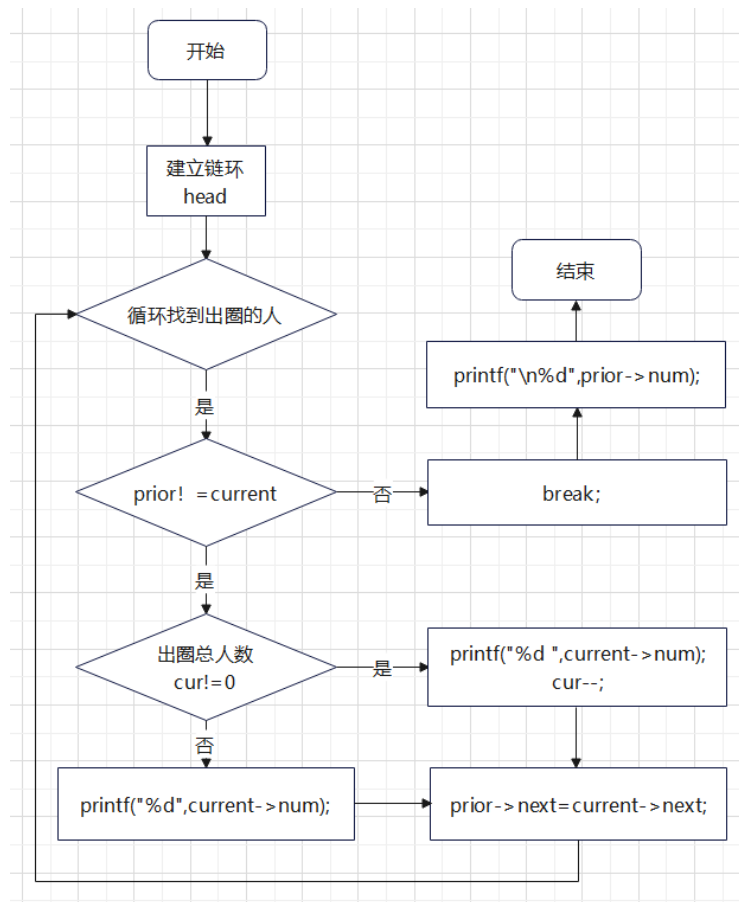 开始
建立链环
head
循环找到出圈的人
是
prior！=current
否
break;
printf("\n%d",prior->num);
结束
是
出圈总人数
cur!=0
是
printf("%d ",current->num);
cur--;
否
printf("%d",current->num);
prior->next=current->next;